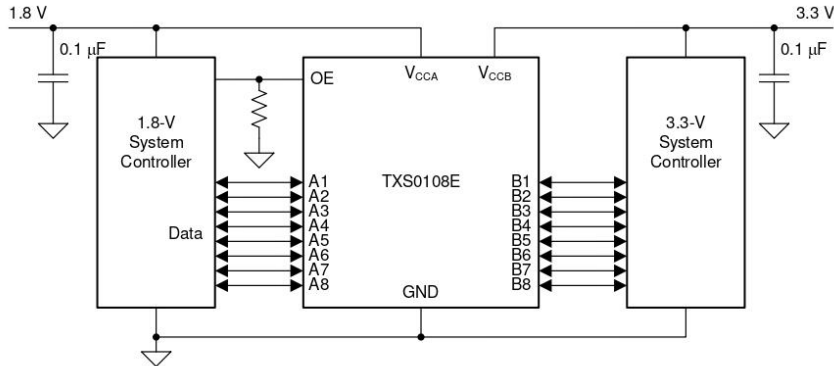 1.8 V
3.3 V
0.1 μF
0.1 μF
OE
VCCA
VCCB
1.8-V
System
Controller
3.3-V
System
Controller
TXS0108E
Data
A1
A2
A3
A4
A5
A6
A7
A8
B1
B2
B3
B4
B5
B6
B7
B8
GND